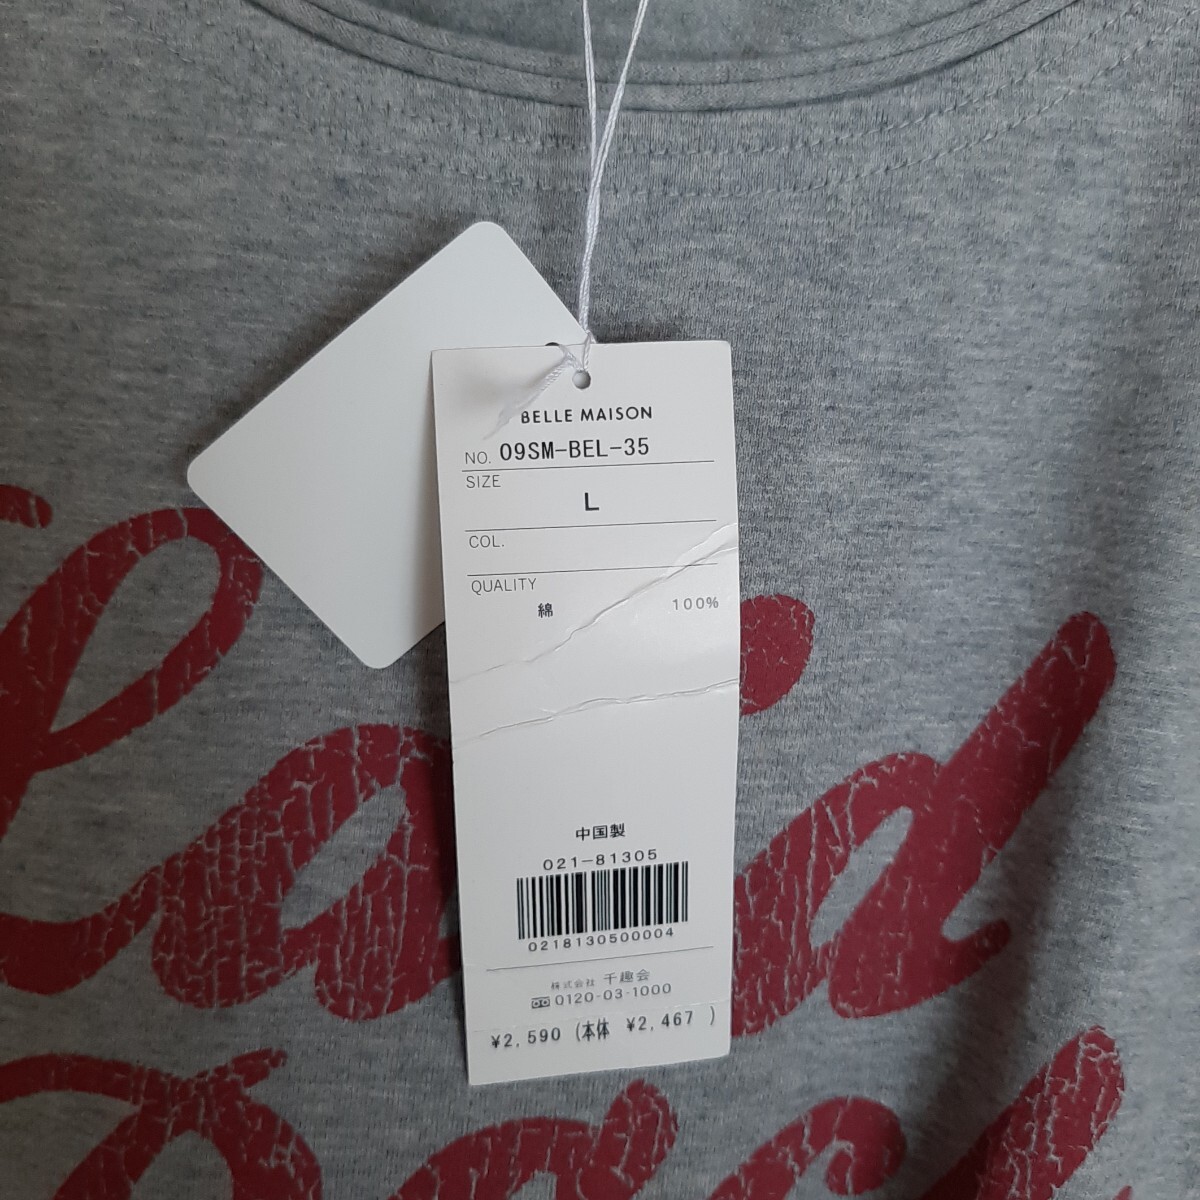 BELLE MAISON
NO. 09SM-BEL-35
SIZE
L
COL.
QUALITY
綿 100%
中国製
021-81305
0218130500004
株式会社 千趣会
0120-03-1000
¥2,590 (本体 ¥2,467 )